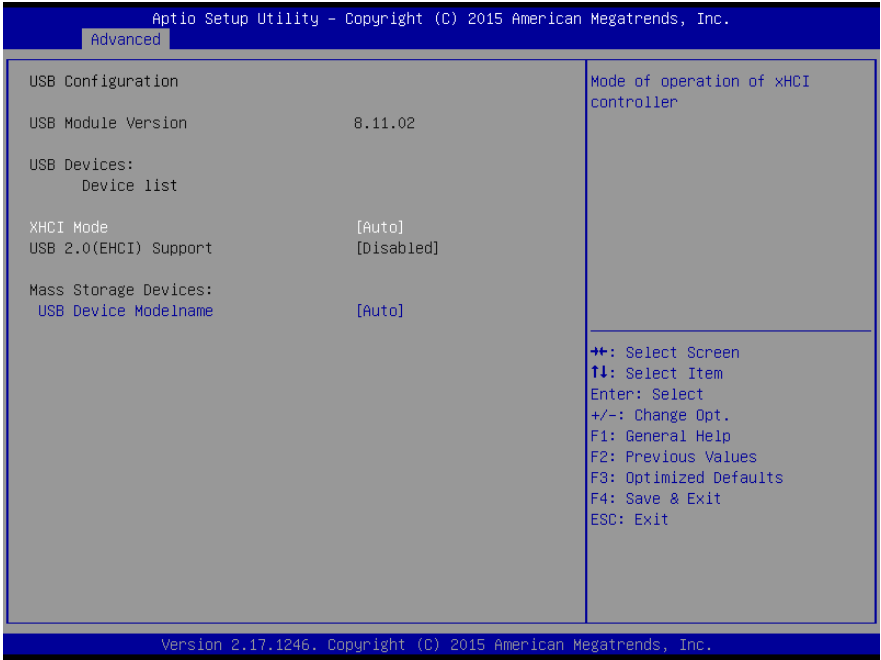 Aptio Setup Utility – Copyright (C) 2015 American Megatrends, Inc.
Advanced
USB Configuration
USB Module Version 8.11.02
USB Devices:
Device list
XHCI Mode [Auto]
USB 2.0(EHCI) Support [Disabled]
Mass Storage Devices:
USB Device Modelname [Auto]
Mode of operation of xHCI
controller
→←: Select Screen
↑↓: Select Item
Enter: Select
+/-: Change Opt.
F1: General Help
F2: Previous Values
F3: Optimized Defaults
F4: Save & Exit
ESC: Exit
Version 2.17.1246. Copyright (C) 2015 American Megatrends, Inc.